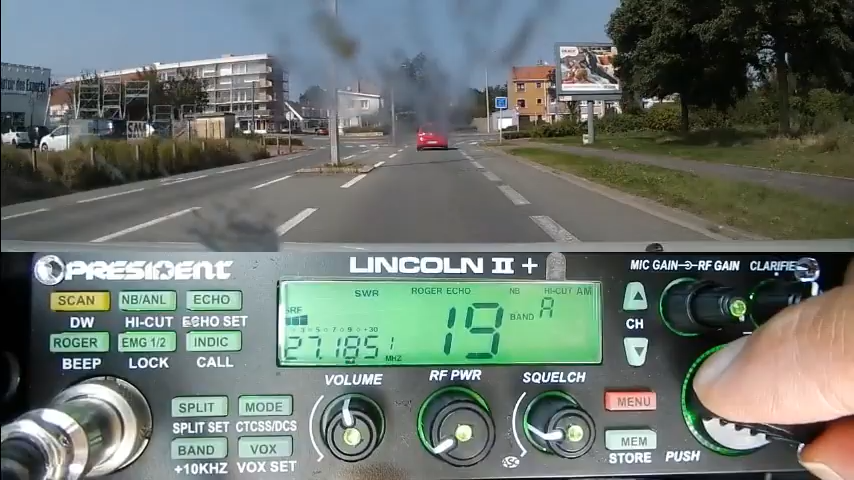 PRESIDENT
LINCOLN II +
MIC GAIN RF GAIN CLARIFIE
SCAN NB/ANL ECHO
DW HI-CUT ECHO SET
ROGER EMG 1/2 INDIC
BEEP LOCK CALL
SWR ROGER ECHO NB HI-CUT AM
SRF
19 BAND A
27.185 MHZ
CH
VOLUME RF PWR SQUELCH
SPLIT MODE
SPLIT SET CTCSS/DCS
BAND VOX
+10KHZ VOX SET
MENU
MEM
STORE PUSH